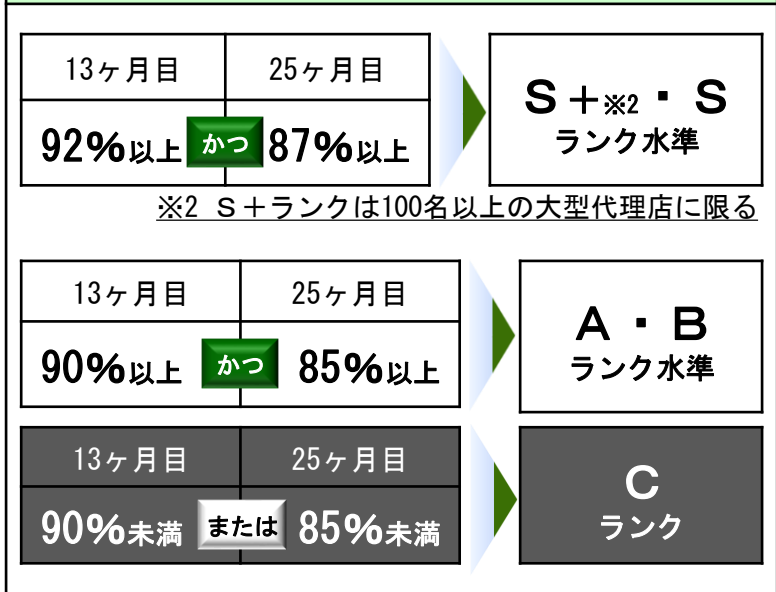 13ヶ月目 25ヶ月目
92%以上 かつ 87%以上
S+※2・S
ランク水準
※2 S+ランクは100名以上の大型代理店に限る
13ヶ月目 25ヶ月目
90%以上 かつ 85%以上
A・B
ランク水準
13ヶ月目 25ヶ月目
90%未満 または 85%未満
C
ランク